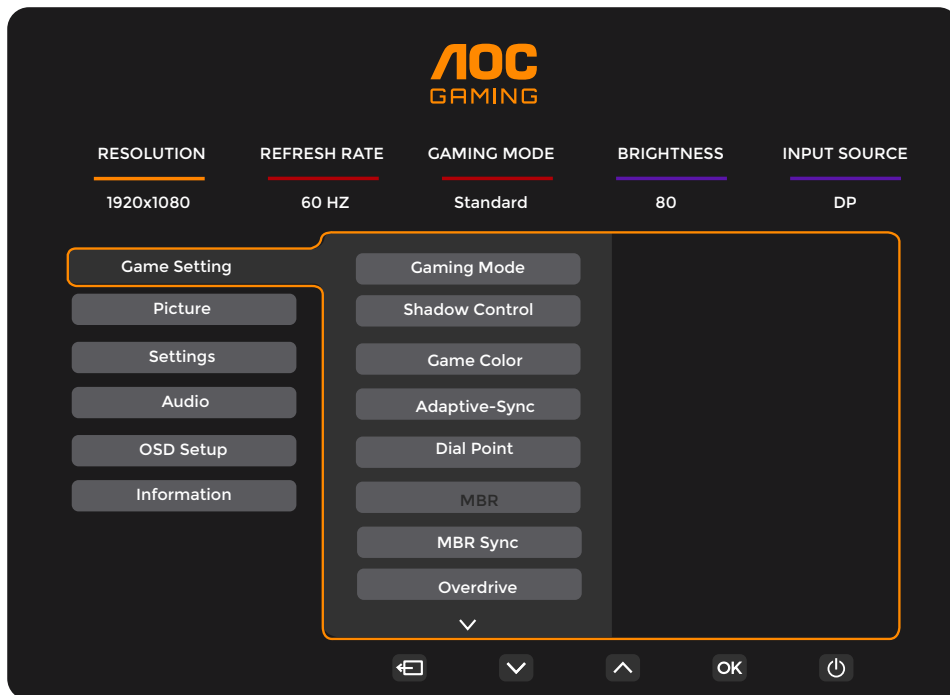 AOC
GAMING
RESOLUTION REFRESH RATE GAMING MODE BRIGHTNESS INPUT SOURCE
1920x1080 60 HZ Standard 80 DP
Game Setting
Picture
Settings
Audio
OSD Setup
Information
Gaming Mode
Shadow Control
Game Color
Adaptive-Sync
Dial Point
MBR
MBR Sync
Overdrive
OK